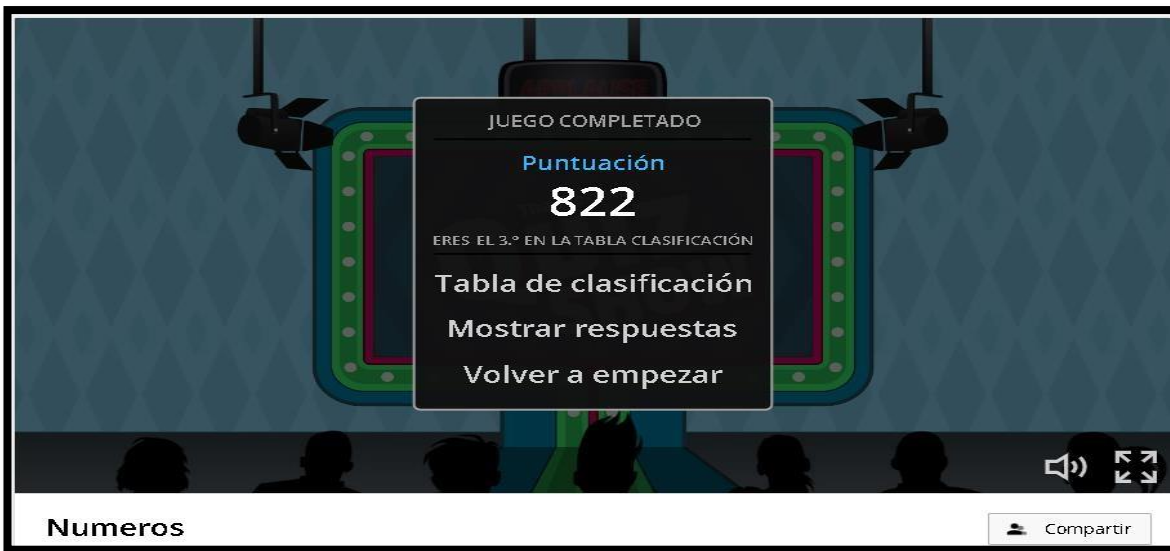 JUEGO COMPLETADO
Puntuación
822
ERES EL 3.º EN LA TABLA CLASIFICACIÓN
Tabla de clasificación
Mostrar respuestas
Volver a empezar
Numeros
Compartir